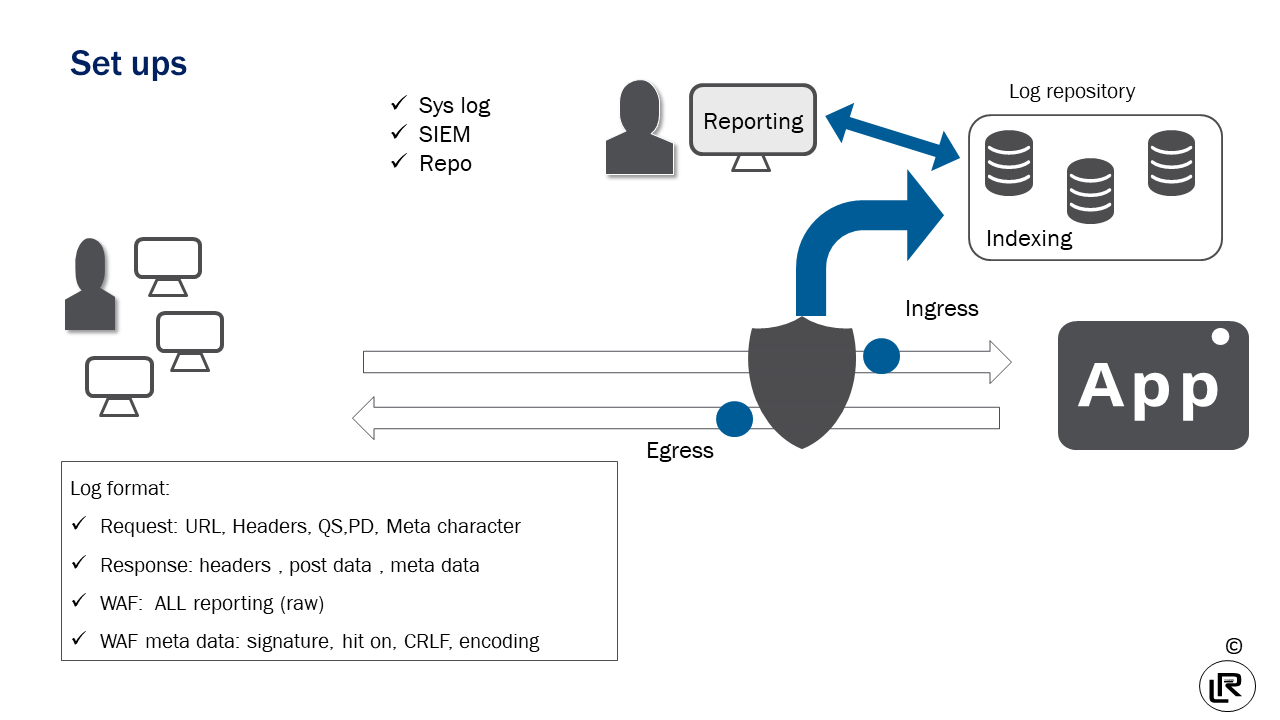 Set ups
Sys log
SIEM
Repo
Reporting
Log repository
Indexing
Ingress
App
Egress
Log format:
Request: URL, Headers, QS,PD, Meta character
Response: headers , post data , meta data
WAF:  ALL reporting (raw)
WAF meta data: signature, hit on, CRLF, encoding
©
LR